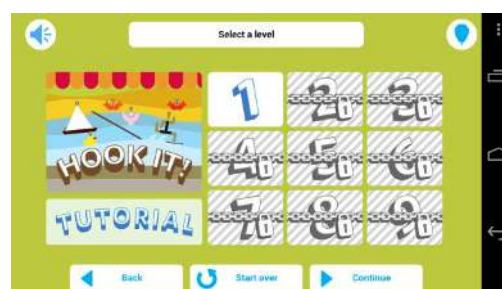 Select a level
HOOK IT!
TUTORIAL
1 2 3
4 5 6
7 8 9
Back Start over Continue